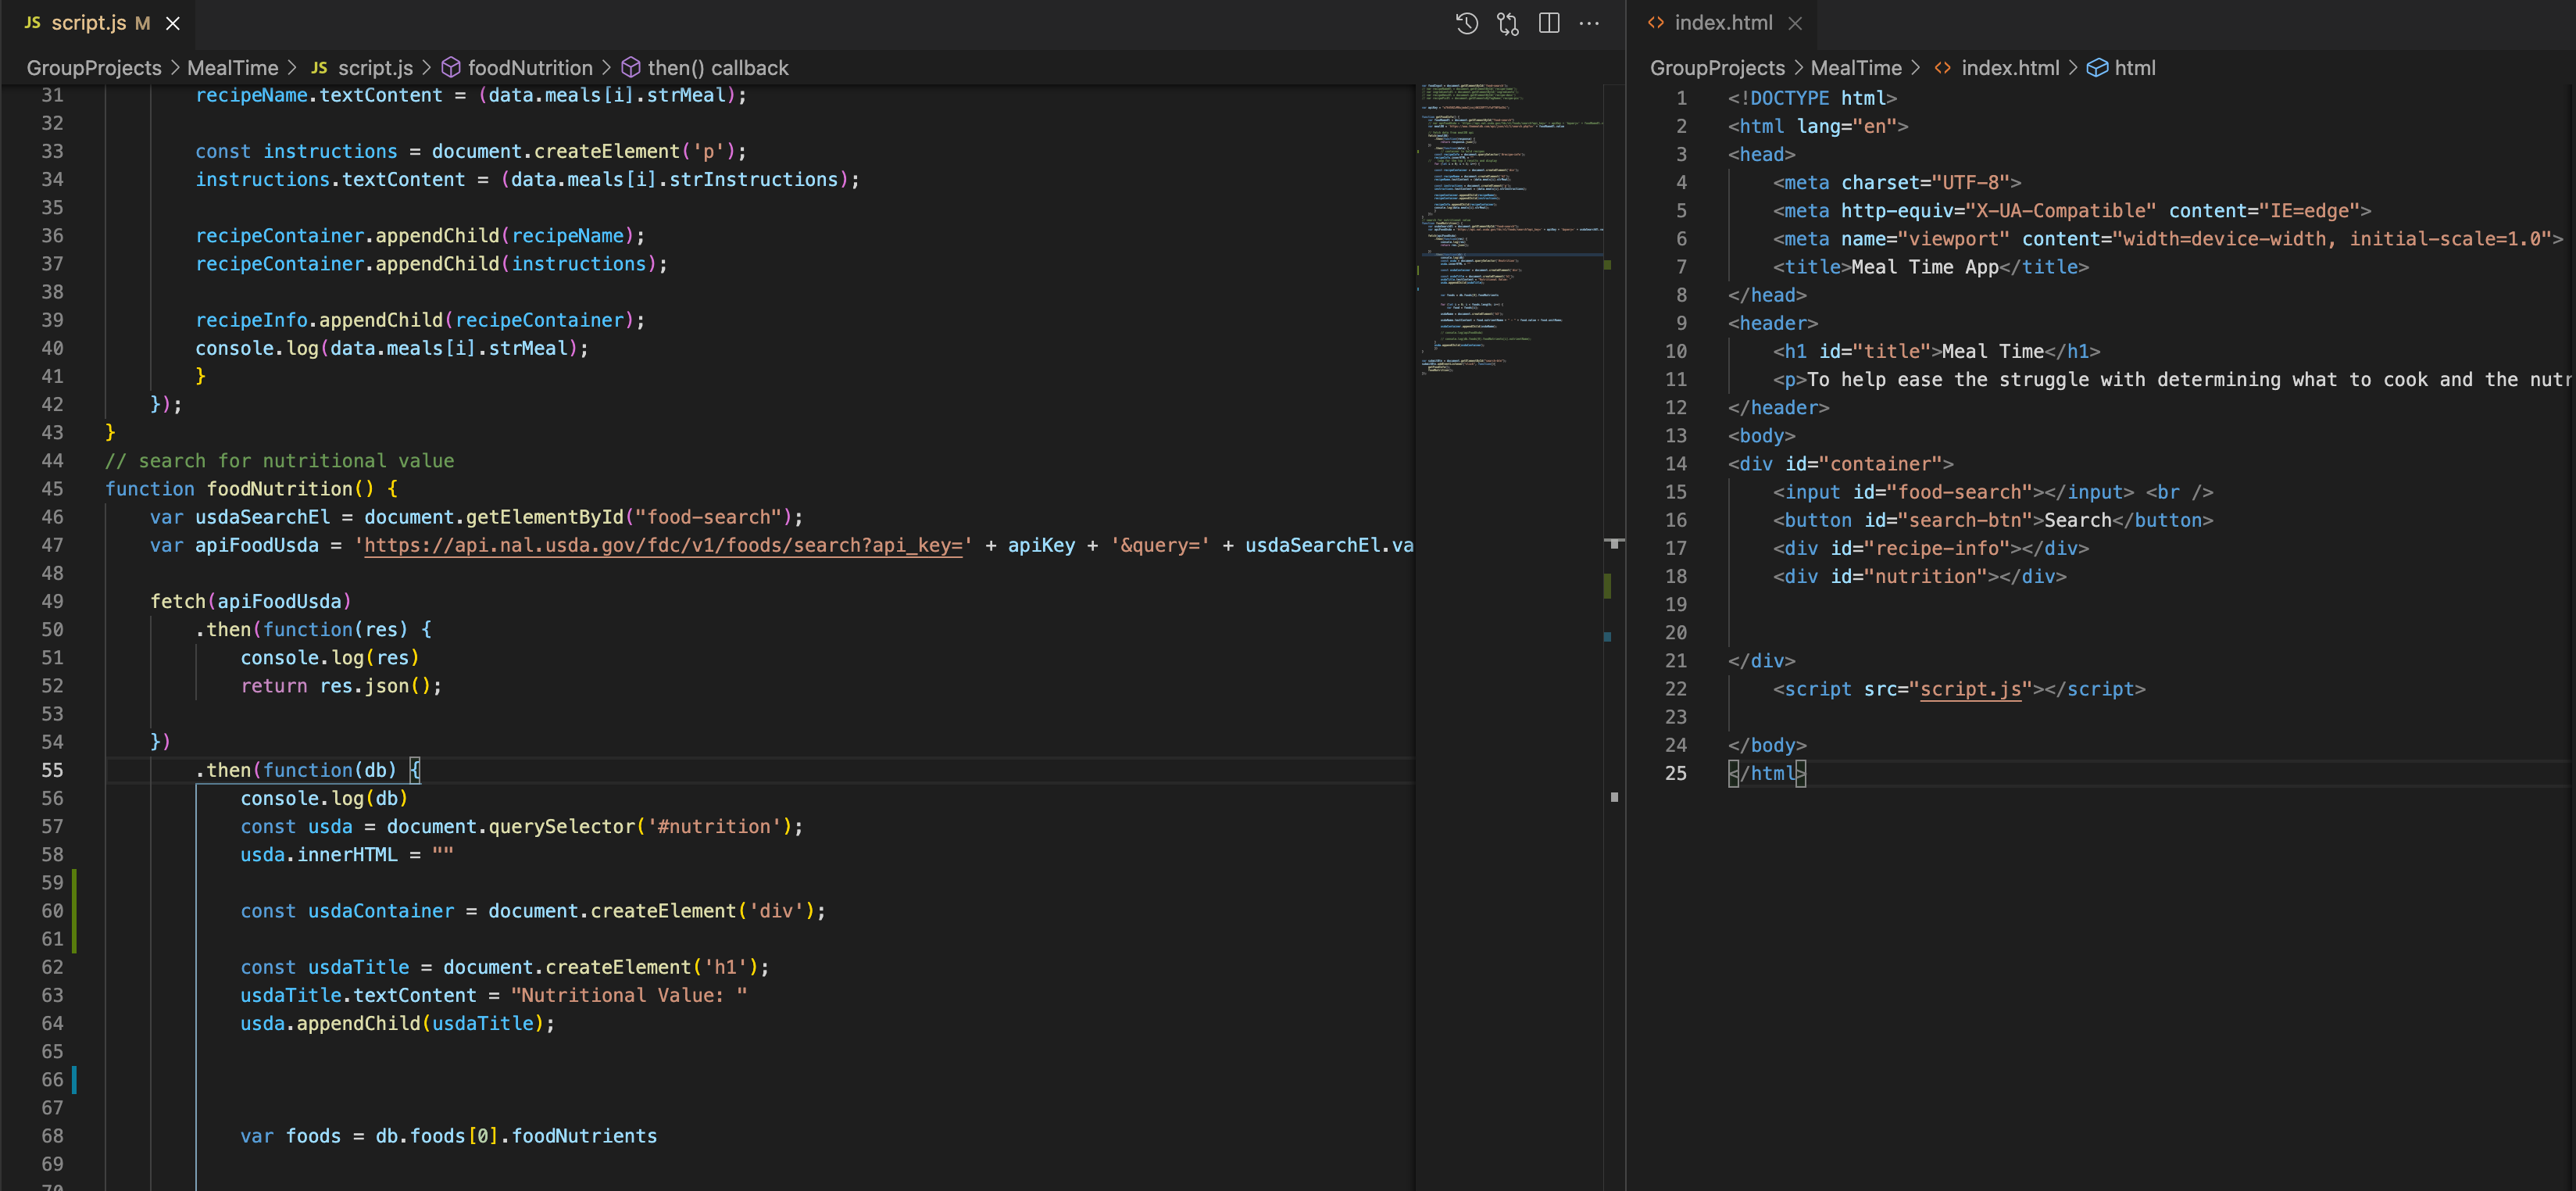 JS script.js M
GroupProjects > MealTime > JS script.js > foodNutrition > then() callback
31 recipeName.textContent = (data.meals[i].strMeal);
32
33 const instructions = document.createElement('p');
34 instructions.textContent = (data.meals[i].strInstructions);
35
36 recipeContainer.appendChild(recipeName);
37 recipeContainer.appendChild(instructions);
38
39 recipeInfo.appendChild(recipeContainer);
40 console.log(data.meals[i].strMeal);
41 }
42 });
43 }
44 // search for nutritional value
45 function foodNutrition() {
46 var usdaSearchEl = document.getElementById("food-search");
47 var apiFoodUsda = 'https://api.nal.usda.gov/fdc/v1/foods/search?api_key=' + apiKey + '&query=' + usdaSearchEl.va
48
49 fetch(apiFoodUsda)
50 .then(function(res) {
51 console.log(res)
52 return res.json();
53
54 })
55 .then(function(db) {
56 console.log(db)
57 const usda = document.querySelector('#nutrition');
58 usda.innerHTML = ""
59
60 const usdaContainer = document.createElement('div');
61
62 const usdaTitle = document.createElement('h1');
63 usdaTitle.textContent = "Nutritional Value: "
64 usda.appendChild(usdaTitle);
65
66
67
68 var foods = db.foods[0].foodNutrients
69
70
index.html
GroupProjects > MealTime > index.html > html
1 <!DOCTYPE html>
2 <html lang="en">
3 <head>
4 <meta charset="UTF-8">
5 <meta http-equiv="X-UA-Compatible" content="IE=edge">
6 <meta name="viewport" content="width=device-width, initial-scale=1.0">
7 <title>Meal Time App</title>
8 </head>
9 <header>
10 <h1 id="title">Meal Time</h1>
11 <p>To help ease the struggle with determining what to cook and the nutr
12 </header>
13 <body>
14 <div id="container">
15 <input id="food-search"></input> <br />
16 <button id="search-btn">Search</button>
17 <div id="recipe-info"></div>
18 <div id="nutrition"></div>
19
20
21 </div>
22 <script src="script.js"></script>
23
24 </body>
25 </html>